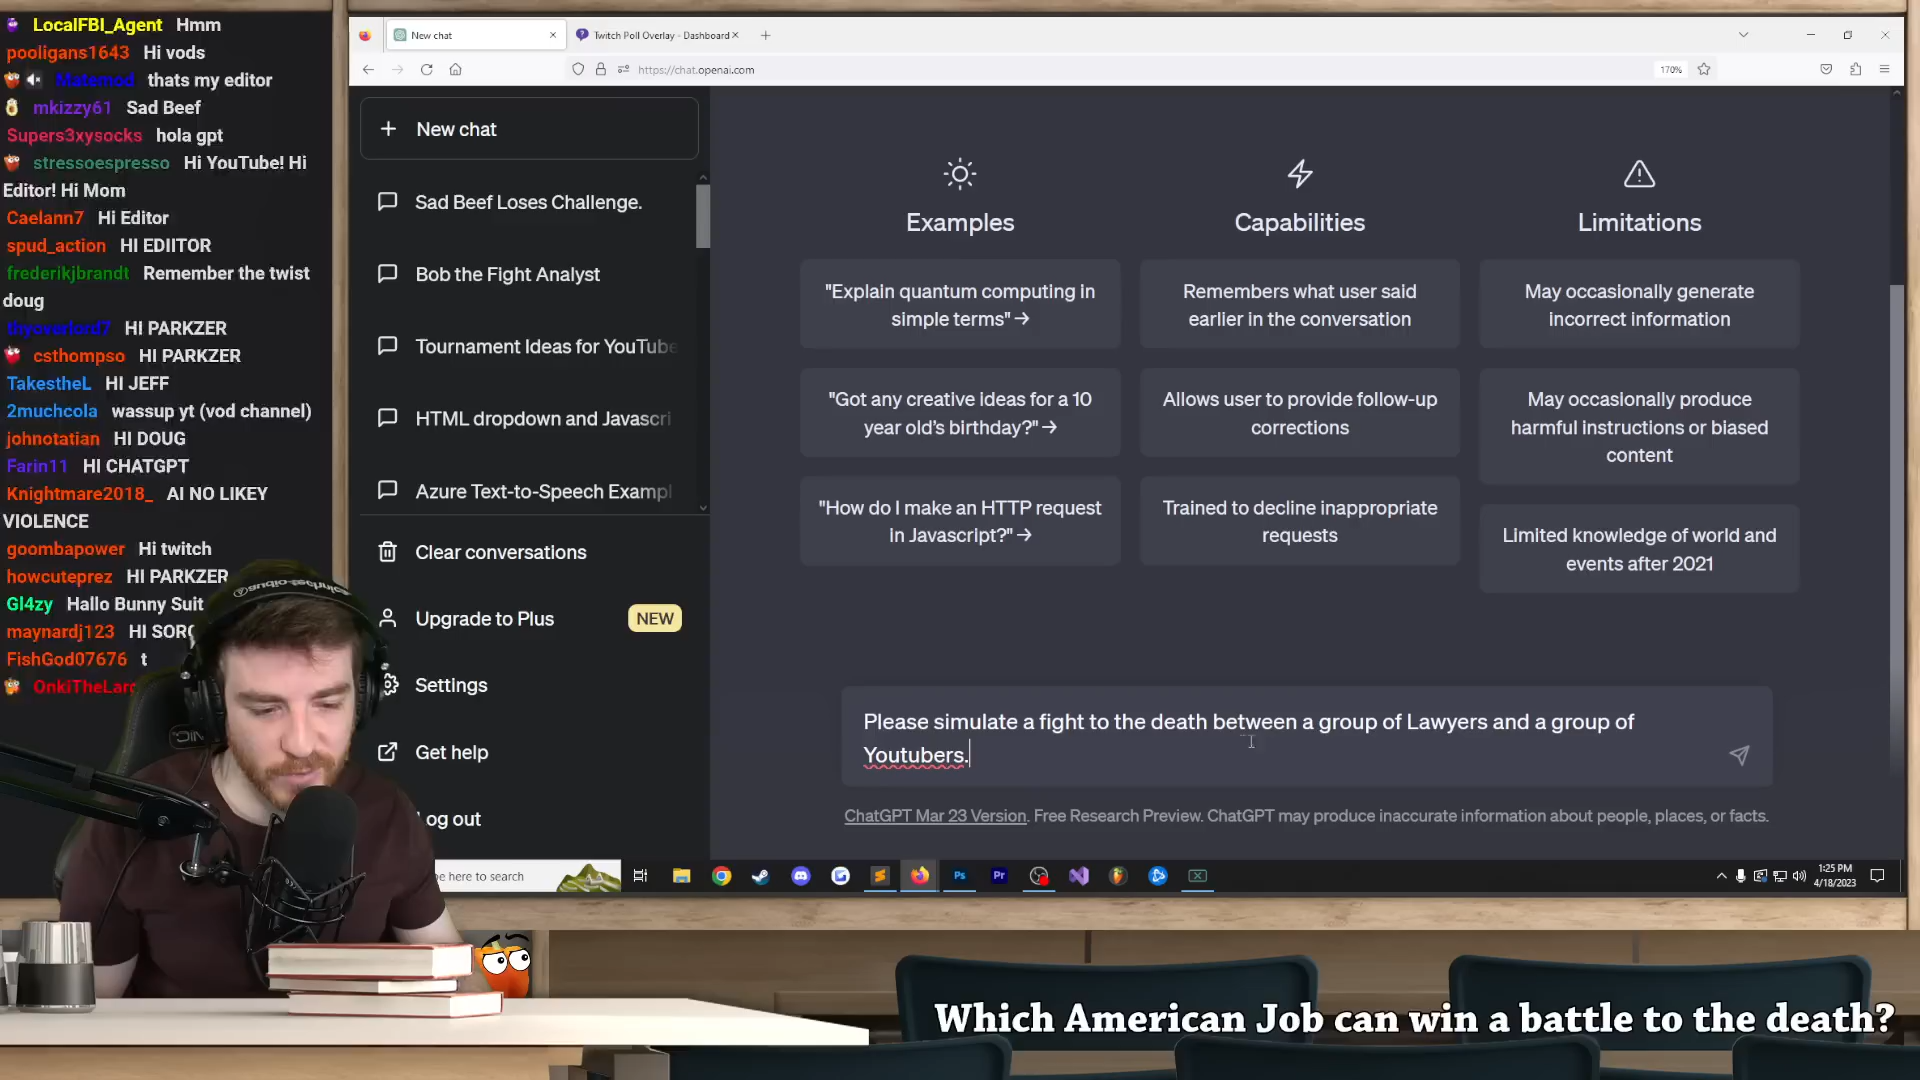 LocalFBI_Agent Hmm
pooligans1643 Hi vods
Matemod thats my editor
mkizzy61 Sad Beef
Supers3xysocks hola gpt
stressoespresso Hi YouTube! Hi
Editor! Hi Mom
Caelann7 Hi Editor
spud_action HI EDIITOR
frederikjbrandt Remember the twist
doug
thyoverlord7 HI PARKZER
csthompso HI PARKZER
TakestheL HI JEFF
2muchcola wassup yt (vod channel)
johnotatian HI DOUG
Farin11 HI CHATGPT
Knightmare2018_ AI NO LIKEY
VIOLENCE
goombapower Hi twitch
howcuteprez HI PARKZER
Gl4zy Hallo Bunny Suit
maynardj123 HI
FishGod07676 t
New chat
Twitch Poll Overlay - Dashboard
https://chat.openai.com
170%
New chat
Sad Beef Loses Challenge.
Bob the Fight Analyst
Tournament Ideas for YouTube
HTML dropdown and Javascri
Azure Text-to-Speech Exampl
Clear conversations
Upgrade to Plus NEW
Settings
Get help
Log out
Examples
"Explain quantum computing in
simple terms" →
"Got any creative ideas for a 10
year old's birthday?" →
"How do I make an HTTP request
in Javascript?" →
Capabilities
Remembers what user said
earlier in the conversation
Allows user to provide follow-up
corrections
Trained to decline inappropriate
requests
Limitations
May occasionally generate
incorrect information
May occasionally produce
harmful instructions or biased
content
Limited knowledge of world and
events after 2021
Please simulate a fight to the death between a group of Lawyers and a group of
Youtubers.
ChatGPT Mar 23 Version. Free Research Preview. ChatGPT may produce inaccurate information about people, places, or facts.
e here to search
Ps
Pr
1:25 PM
4/18/2023
Which American Job can win a battle to the death?